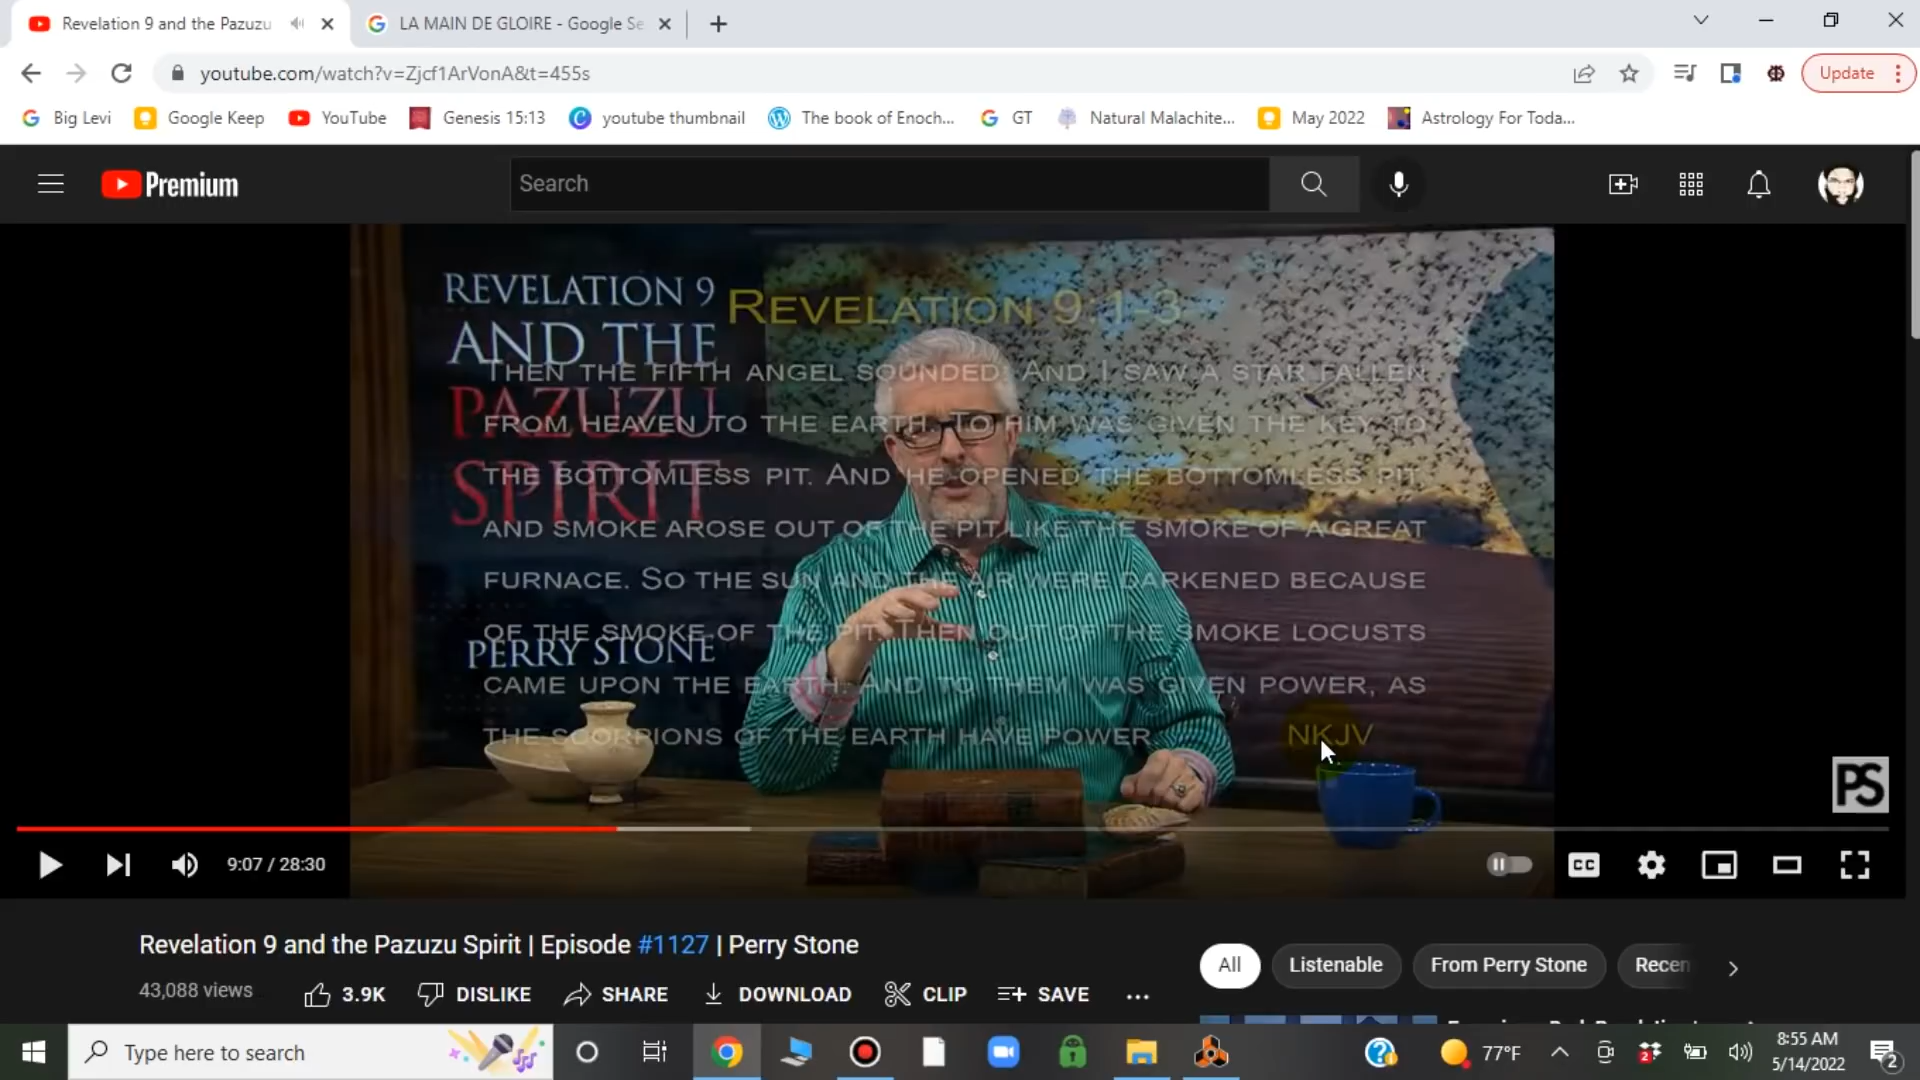 Revelation 9 and the Pazuzu
LA MAIN DE GLOIRE - Google Se
youtube.com/watch?v=Zjcf1ArVonA&t=455s
Update
Big Levi
Google Keep
YouTube
Genesis 15:13
youtube thumbnail
The book of Enoch...
GT
Natural Malachite...
May 2022
Astrology For Toda...
Premium
Search
REVELATION 9
AND THE
PAZUZU
SPIRIT
PERRY STONE
REVELATION 9:1-3
THEN THE FIFTH ANGEL SOUNDED: AND I SAW A STAR FALLEN
FROM HEAVEN TO THE EARTH. TO HIM WAS GIVEN THE KEY TO
THE BOTTOMLESS PIT. AND HE OPENED THE BOTTOMLESS PIT,
AND SMOKE AROSE OUT OF THE PIT LIKE THE SMOKE OF A GREAT
FURNACE. SO THE SUN AND THE AIR WERE DARKENED BECAUSE
OF THE SMOKE OF THE PIT. THEN OUT OF THE SMOKE LOCUSTS
CAME UPON THE EARTH. AND TO THEM WAS GIVEN POWER, AS
THE SCORPIONS OF THE EARTH HAVE POWER.
NKJV
PS
9:07 / 28:30
CC
Revelation 9 and the Pazuzu Spirit | Episode #1127 | Perry Stone
43,088 views
3.9K
DISLIKE
SHARE
DOWNLOAD
CLIP
SAVE
All
Listenable
From Perry Stone
Recen
Type here to search
77°F
8:55 AM
5/14/2022
2